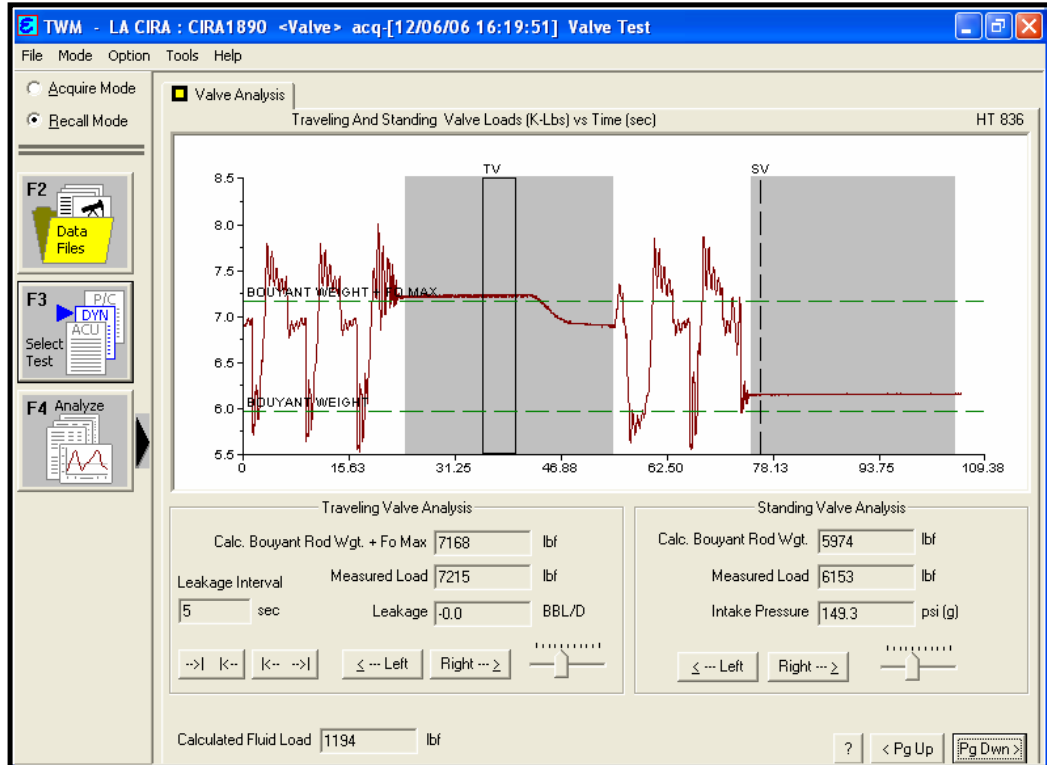 TWM - LA CIRA : CIRA1890 <Valve> acq-[12/06/06 16:19:51] Valve Test
File Mode Option Tools Help
Acquire Mode
Recall Mode
F2
Data
Files
F3
P/C
DYN
ACU
Select
Test
F4 Analyze
Valve Analysis
Traveling And Standing Valve Loads (K-Lbs) vs Time (sec)
HT 836
TV
SV
8.5
8.0
7.5
7.0
6.5
6.0
5.5
BOUYANT WEIGHT + FO MAX
BOUYANT WEIGHT
0 15.63 31.25 46.88 62.50 78.13 93.75 109.38
Traveling Valve Analysis
Calc. Bouyant Rod Wgt. + Fo Max 7168 lbf
Leakage Interval
Measured Load 7215 lbf
5 sec
Leakage -0.0 BBL/D
-->| |<-- |<-- -->| < --- Left Right --- >
Standing Valve Analysis
Calc. Bouyant Rod Wgt. 5974 lbf
Measured Load 6153 lbf
Intake Pressure 149.3 psi (g)
< --- Left Right --- >
Calculated Fluid Load 1194 lbf
? < Pg Up Pg Dwn >